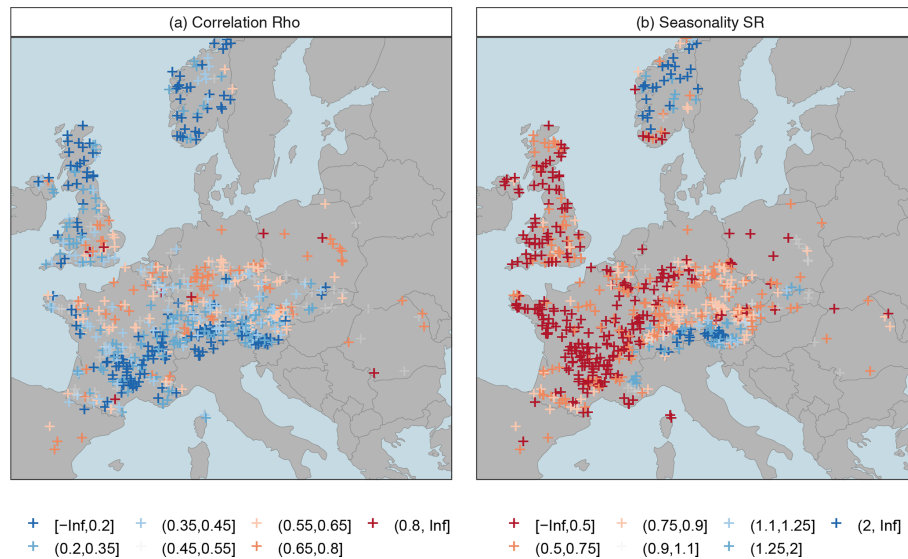 (a) Correlation Rho
(b) Seasonality SR
[−Inf,0.2] (0.35,0.45] (0.55,0.65] (0.8, Inf]
(0.2,0.35] (0.45,0.55] (0.65,0.8]
[−Inf,0.5] (0.75,0.9] (1.1,1.25] (2, Inf]
(0.5,0.75] (0.9,1.1] (1.25,2]